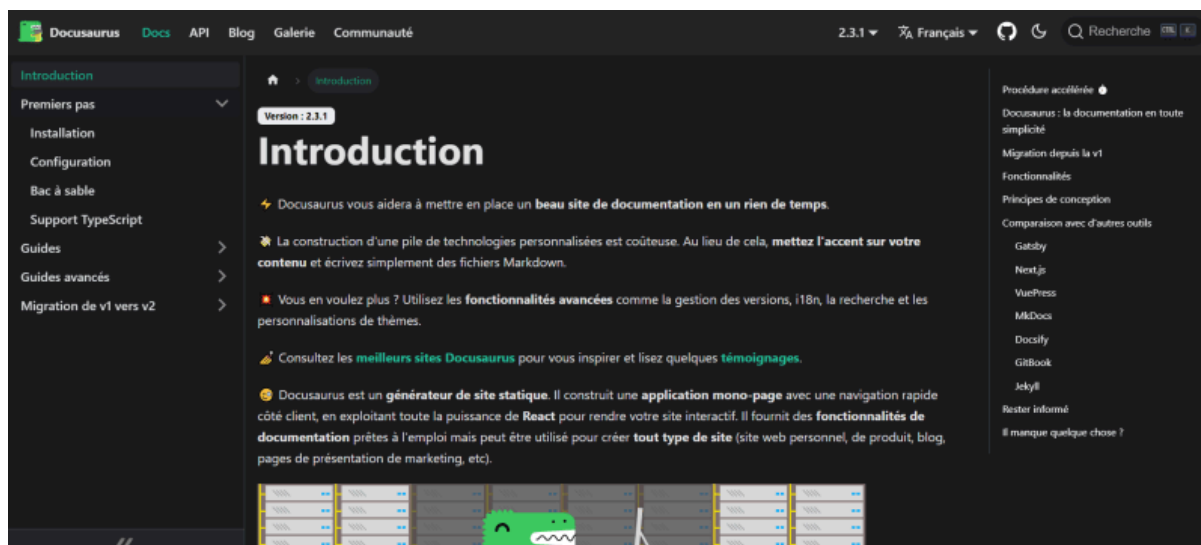 Docusaurus Docs API Blog Galerie Communauté 2.3.1 Français Recherche CTRL K
Introduction
Premiers pas
Installation
Configuration
Bac à sable
Support TypeScript
Guides
Guides avancés
Migration de v1 vers v2
Introduction
Version : 2.3.1
Introduction
⚡ Docusaurus vous aidera à mettre en place un beau site de documentation en un rien de temps.
💸 La construction d'une pile de technologies personnalisées est coûteuse. Au lieu de cela, mettez l'accent sur votre
contenu et écrivez simplement des fichiers Markdown.
💥 Vous en voulez plus ? Utilisez les fonctionnalités avancées comme la gestion des versions, i18n, la recherche et les
personnalisations de thèmes.
💅 Consultez les meilleurs sites Docusaurus pour vous inspirer et lisez quelques témoignages.
🧐 Docusaurus est un générateur de site statique. Il construit une application mono-page avec une navigation rapide
côté client, en exploitant toute la puissance de React pour rendre votre site interactif. Il fournit des fonctionnalités de
documentation prêtes à l'emploi mais peut être utilisé pour créer tout type de site (site web personnel, de produit, blog,
pages de présentation de marketing, etc).
Procédure accélérée ⏱️
Docusaurus : la documentation en toute
simplicité
Migration depuis la v1
Fonctionnalités
Principes de conception
Comparaison avec d'autres outils
Gatsby
Next.js
VuePress
MkDocs
Docsify
GitBook
Jekyll
Rester informé
Il manque quelque chose ?